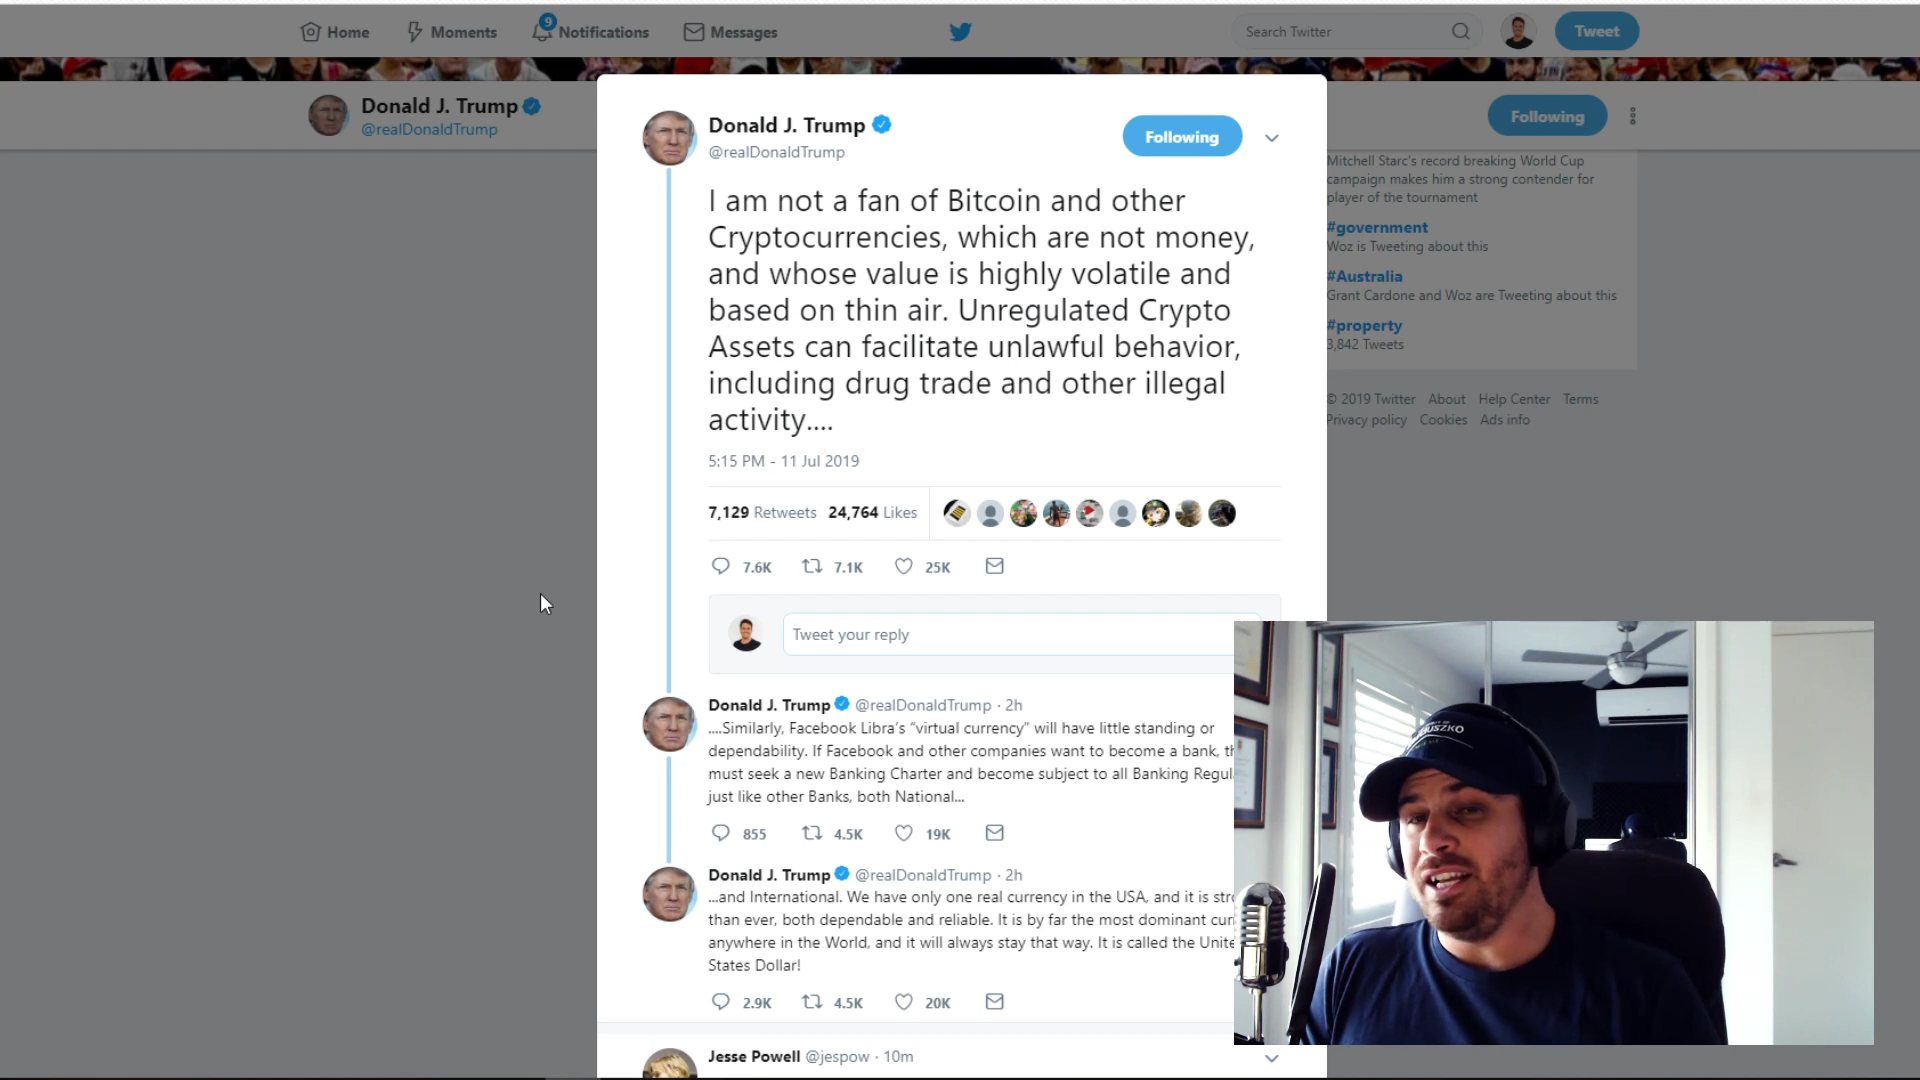 Home
Moments
9
Notifications
Messages
Search Twitter
Tweet
Donald J. Trump
@realDonaldTrump
Following
Donald J. Trump
@realDonaldTrump
Following
I am not a fan of Bitcoin and other
Cryptocurrencies, which are not money,
and whose value is highly volatile and
based on thin air. Unregulated Crypto
Assets can facilitate unlawful behavior,
including drug trade and other illegal
activity....
5:15 PM - 11 Jul 2019
7,129 Retweets 24,764 Likes
7.6K 7.1K 25K
Tweet your reply
Donald J. Trump @realDonaldTrump · 2h
....Similarly, Facebook Libra's “virtual currency” will have little standing or
dependability. If Facebook and other companies want to become a bank,
must seek a new Banking Charter and become subject to all Banking
just like other Banks, both National...
855 4.5K 19K
Donald J. Trump @realDonaldTrump · 2h
...and International. We have only one real currency in the USA, and it is
than ever, both dependable and reliable. It is by far the most dominant
anywhere in the World, and it will always stay that way. It is called the
States Dollar!
2.9K 4.5K 20K
Jesse Powell @jespow · 10m
Mitchell Starc's record breaking World Cup
campaign makes him a strong contender for
player of the tournament
#government
Woz is Tweeting about this
#Australia
Grant Cardone and Woz are Tweeting about this
#property
3,842 Tweets
© 2019 Twitter About Help Center Terms
Privacy policy Cookies Ads info